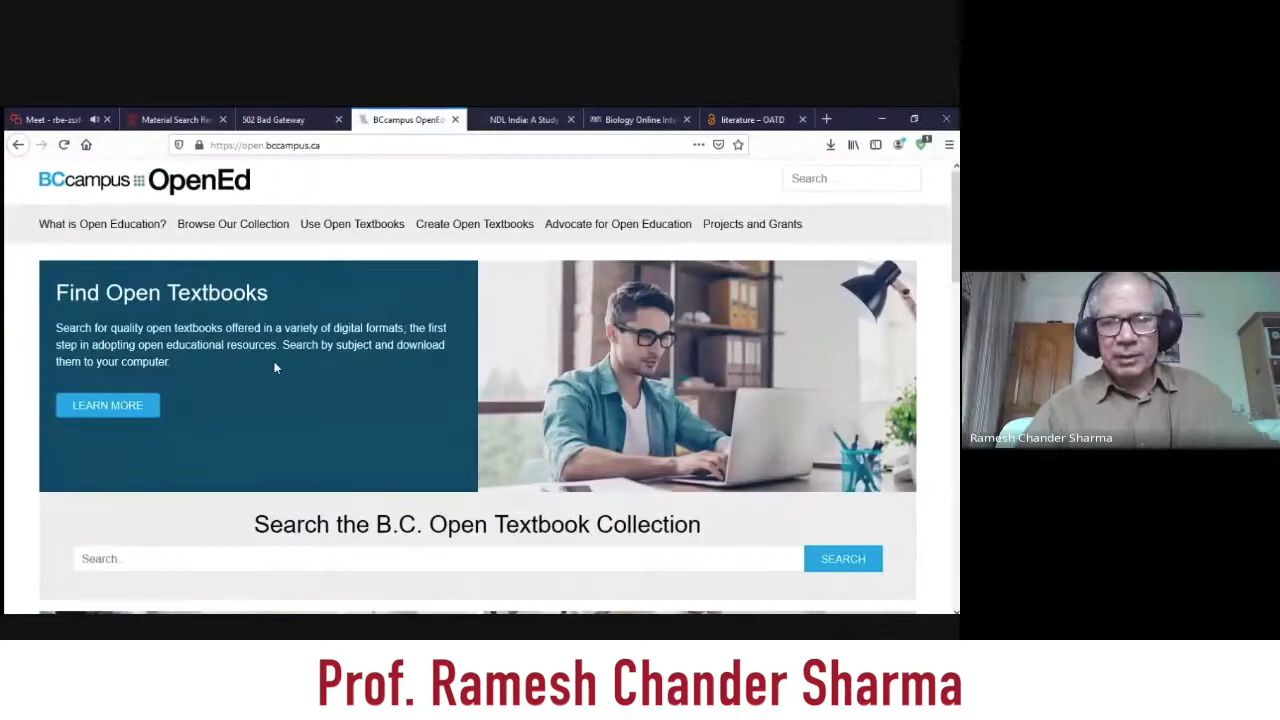 Meet - rbe-zsxf
Material Search Re
502 Bad Gateway
BCcampus OpenEd
NDL India: A Study
Biology Online Inte
literature – OATD
https://open.bccampus.ca
1
BCcampus OpenEd
Search ...
What is Open Education?
Browse Our Collection
Use Open Textbooks
Create Open Textbooks
Advocate for Open Education
Projects and Grants
Find Open Textbooks
Search for quality open textbooks offered in a variety of digital formats, the first
step in adopting open educational resources. Search by subject and download
them to your computer.
LEARN MORE
Search the B.C. Open Textbook Collection
Search..
SEARCH
Ramesh Chander Sharma
Prof. Ramesh Chander Sharma